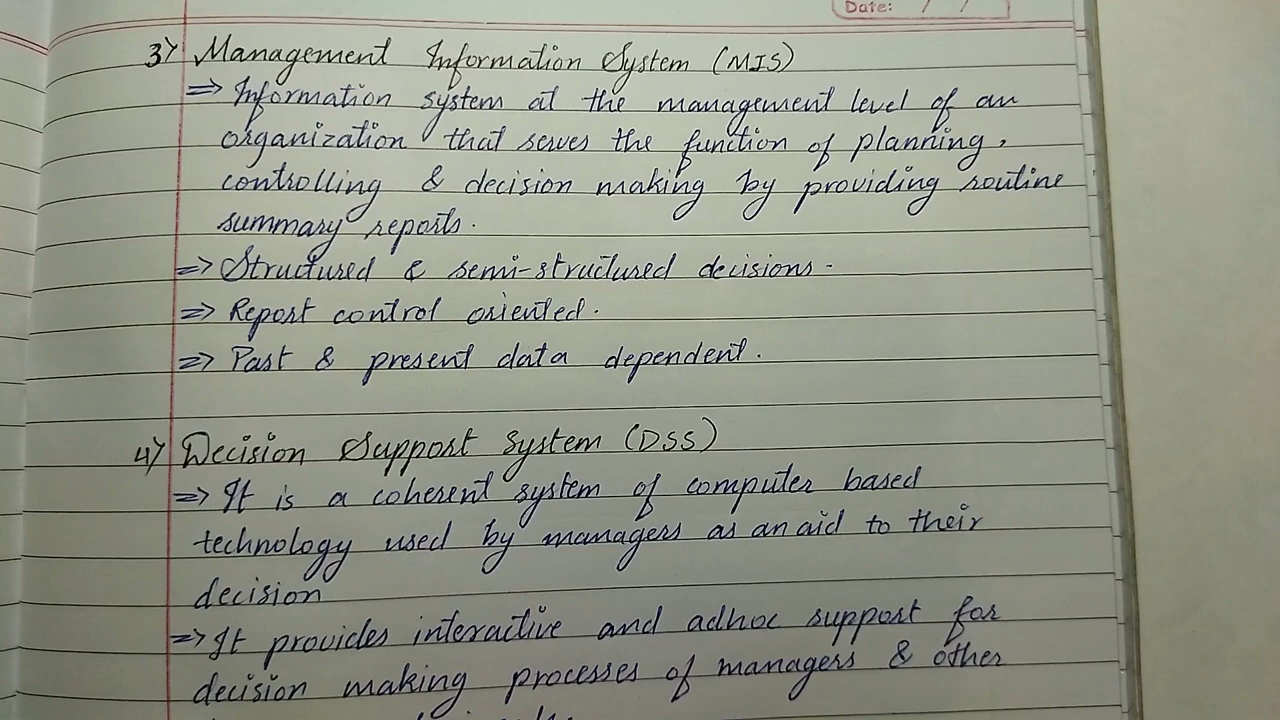 Date: / /
3) Management Information System (MIS)
⇒ Information system at the management level of an
organization that serves the function of planning,
controlling & decision making by providing routine
summary reports.
⇒ Structured & semi-structured decisions.
⇒ Report control oriented.
⇒ Past & present data dependent.
4) Decision Support System (DSS)
⇒ It is a coherent system of computer based
technology used by managers as an aid to their
decision
⇒ It provides interactive and adhoc support for
decision making processes of managers & other